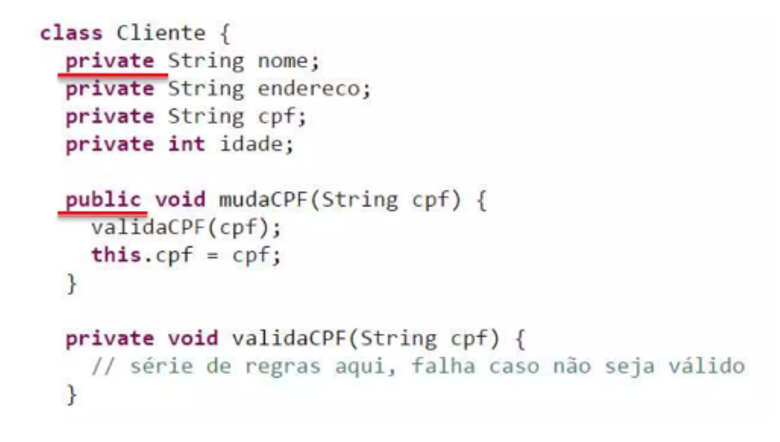 class Cliente {
private String nome;
private String endereco;
private String cpf;
private int idade;
public void mudaCPF(String cpf) {
validaCPF(cpf);
this.cpf = cpf;
}
private void validaCPF(String cpf) {
// série de regras aqui, falha caso não seja válido
}